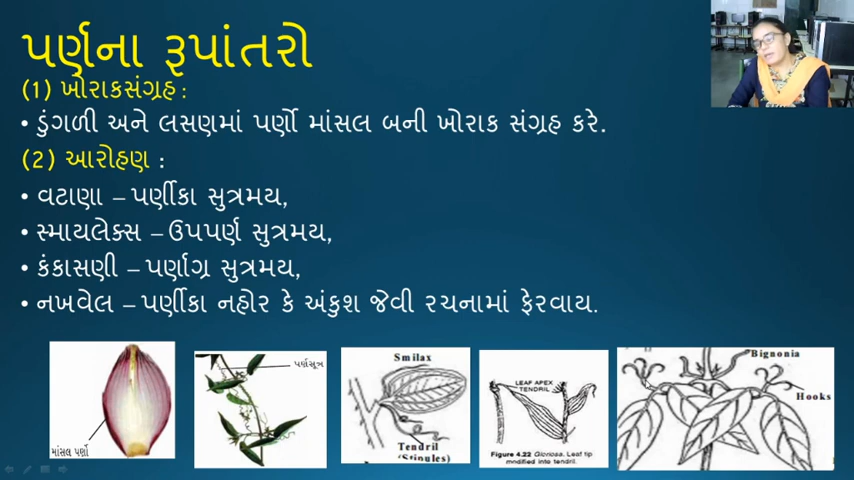 પર્ણના રૂપાંતરો
(1) ખોરાકસંગ્રહ :
• ડુંગળી અને લસણમાં પર્ણો માંસલ બની ખોરાક સંગ્રહ કરે.
(2) આરોહણ :
• વટાણા – પર્ણીકા સુત્રમય,
• સ્માયલેક્સ – ઉપપર્ણ સુત્રમય,
• કંકાસણી – પર્ણાગ્ર સુત્રમય,
• નખવેલ – પર્ણીકા નહોર કે અંકુશ જેવી રચનામાં ફેરવાય.
માંસલ પર્ણો
પર્ણસુત્ર
Smilax
Tendril
(Stipules)
LEAF APEX
TENDRIL
Figure 4.22 Gloriosa. Leaf tip
modified into tendril.
Bignonia
Hooks